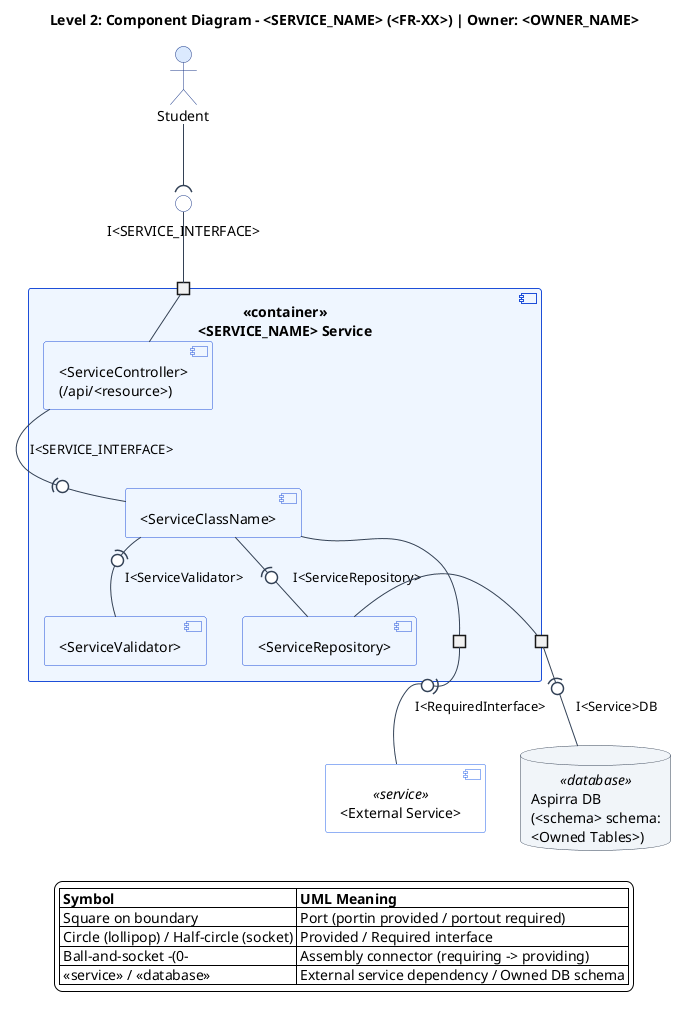 Level 2: Component Diagram - <SERVICE_NAME> (<FR-XX>) | Owner: <OWNER_NAME>
Student
I<SERVICE_INTERFACE>
«container»
<SERVICE_NAME> Service
<ServiceController>
(/api/<resource>)
I<SERVICE_INTERFACE>
<ServiceClassName>
I<ServiceValidator>
I<ServiceRepository>
<ServiceValidator>
<ServiceRepository>
I<RequiredInterface>
I<Service>DB
«service»
<External Service>
«database»
Aspirra DB
(<schema> schema:
<Owned Tables>)
Symbol UML Meaning
Square on boundary Port (portin provided / portout required)
Circle (lollipop) / Half-circle (socket) Provided / Required interface
Ball-and-socket -(0- Assembly connector (requiring -> providing)
«service» / «database» External service dependency / Owned DB schema